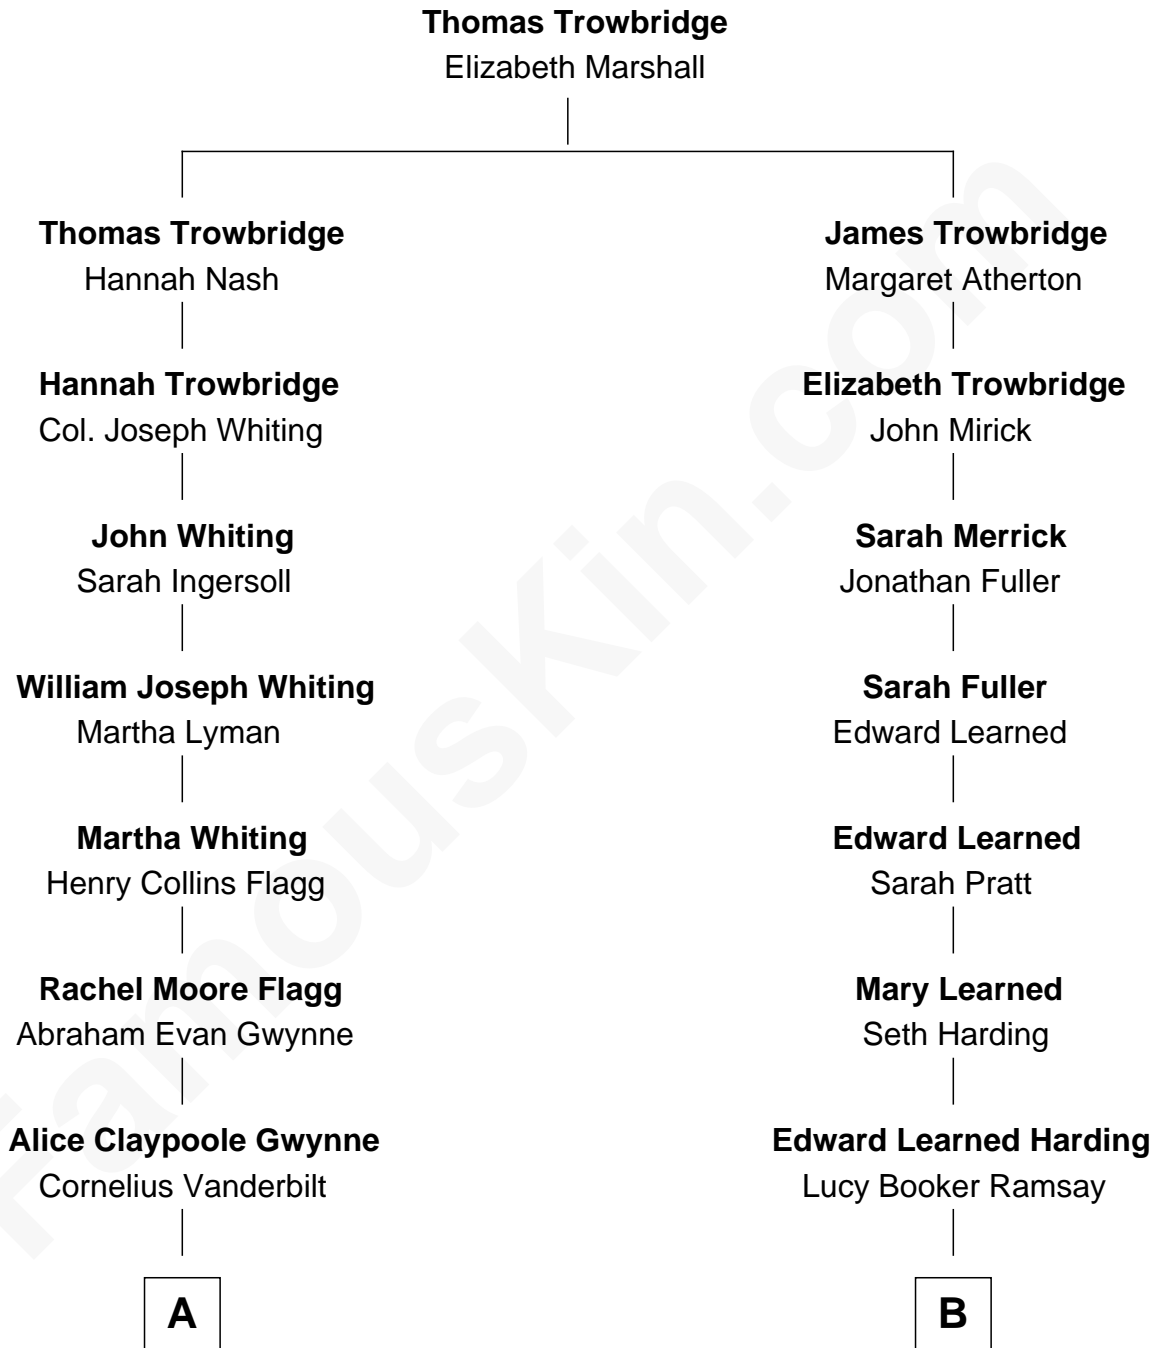 Thomas Trowbridge
Elizabeth Marshall
Thomas Trowbridge
Hannah Nash
James Trowbridge
Margaret Atherton
Hannah Trowbridge
Col. Joseph Whiting
Elizabeth Trowbridge
John Mirick
John Whiting
Sarah Ingersoll
Sarah Merrick
Jonathan Fuller
William Joseph Whiting
Martha Lyman
Sarah Fuller
Edward Learned
Martha Whiting
Henry Collins Flagg
Edward Learned
Sarah Pratt
Rachel Moore Flagg
Abraham Evan Gwynne
Mary Learned
Seth Harding
Alice Claypoole Gwynne
Cornelius Vanderbilt
Edward Learned Harding
Lucy Booker Ramsay
A
B
FamousKin.com